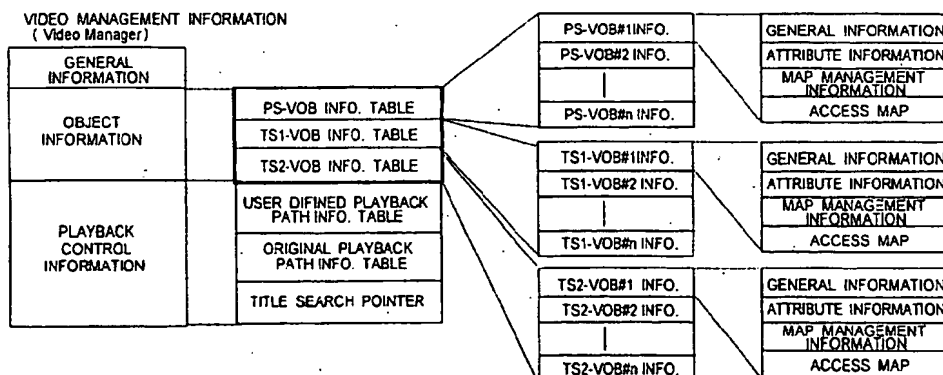 VIDEO MANAGEMENT INFORMATION
( Video Manager)
GENERAL
INFORMATION
OBJECT
INFORMATION
PLAYBACK
CONTROL
INFORMATION
PS-VOB INFO. TABLE
TS1-VOB INFO. TABLE
TS2-VOB INFO. TABLE
USER DIFINED PLAYBACK
PATH INFO. TABLE
ORIGINAL PLAYBACK
PATH INFO. TABLE
TITLE SEARCH POINTER
PS-VOB#1INFO.
PS-VOB#2 INFO.
PS-VOB#n INFO.
TS1-VOB#1INFO.
TS1-VOB#2 INFO.
TS1-VOB#n INFO.
TS2-VOB#1 INFO.
TS2-VOB#2 INFO.
TS2-VOB#n INFO.
GENERAL INFORMATION
ATTRIBUTE INFORMATION
MAP MANAGEMENT
INFORMATION
ACCESS MAP
GENERAL INFORMATION
ATTRIBUTE INFORMATION
MAP MANAGEMENT
INFORMATION
ACCESS MAP
GENERAL INFORMATION
ATTRIBUTE INFORMATION
MAP MANAGEMENT
INFORMATION
ACCESS MAP